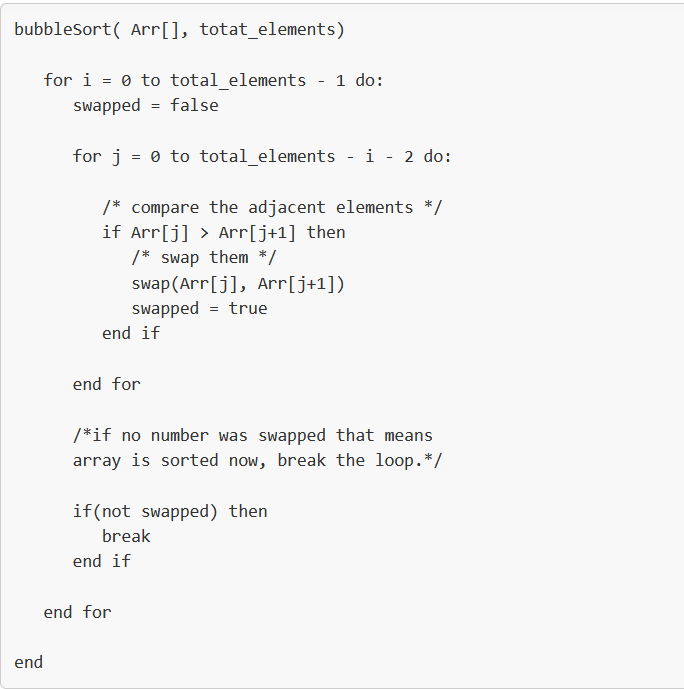 bubbleSort( Arr[], totat_elements)
for i = 0 to total_elements - 1 do:
swapped = false
for j = 0 to total_elements - i - 2 do:
/* compare the adjacent elements */
if Arr[j] > Arr[j+1] then
/* swap them */
swap(Arr[j], Arr[j+1])
swapped = true
end if
end for
/*if no number was swapped that means
array is sorted now, break the loop.*/
if(not swapped) then
break
end if
end for
end